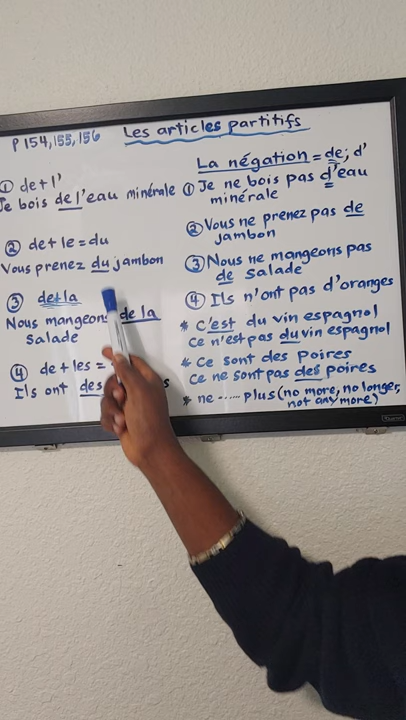 P 154, 155, 156
Les articles partitifs
① de + l'
Je bois de l'eau minérale
② de + le = du
Vous prenez du jambon
③ de + la
Nous mangeons de la
salade
④ de + les =
Ils ont des
La négation = de; d'
① Je ne bois pas d'eau
minérale
② Vous ne prenez pas de
jambon
③ Nous ne mangeons pas
de salade
④ Ils n'ont pas d'oranges
* C'est du vin espagnol
ce n'est pas du vin espagnol
* Ce sont des Poires
Ce ne sont pas des poires
* ne ...... plus (no more, no longer,
not any more)